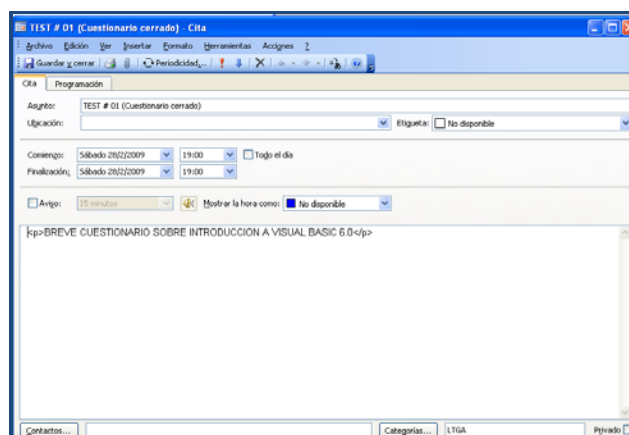 TEST # 01 (Cuestionario cerrado) - Cita
Archivo Edición Ver Insertar Formato Herramientas Acciones ?
Guardar y cerrar Periodicidad...
Cita Programación
Asunto: TEST # 01 (Cuestionario cerrado)
Ubicación: Etiqueta: No disponible
Comienzo: Sábado 28/2/2009 19:00 Todo el día
Finalización: Sábado 28/2/2009 19:00
Aviso: 15 minutos Mostrar la hora como: No disponible
<p>BREVE CUESTIONARIO SOBRE INTRODUCCION A VISUAL BASIC 6.0</p>
Contactos... Categorías... LTGA Privado